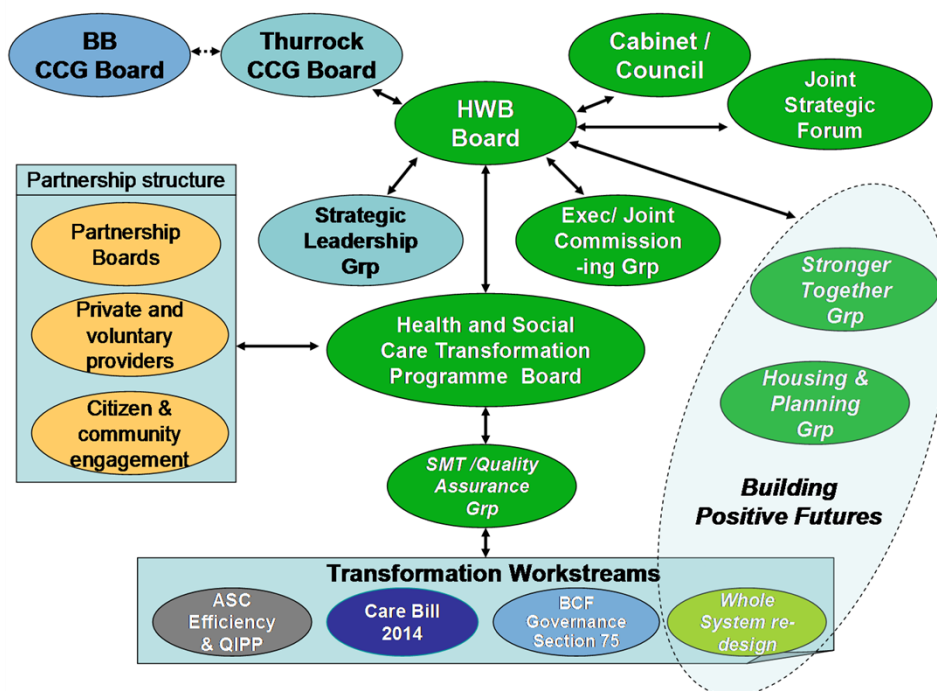 BB
CCG Board
Thurrock
CCG Board
Cabinet /
Council
Joint
Strategic
Forum
HWB
Board
Partnership structure
Partnership
Boards
Private and
voluntary
providers
Citizen &
community
engagement
Strategic
Leadership
Grp
Exec/ Joint
Commission
-ing Grp
Stronger
Together
Grp
Health and Social
Care Transformation
Programme Board
Housing &
Planning
Grp
SMT /Quality
Assurance
Grp
Building
Positive Futures
Transformation Workstreams
ASC
Efficiency
& QIPP
Care Bill
2014
BCF
Governance
Section 75
Whole
System re-
design